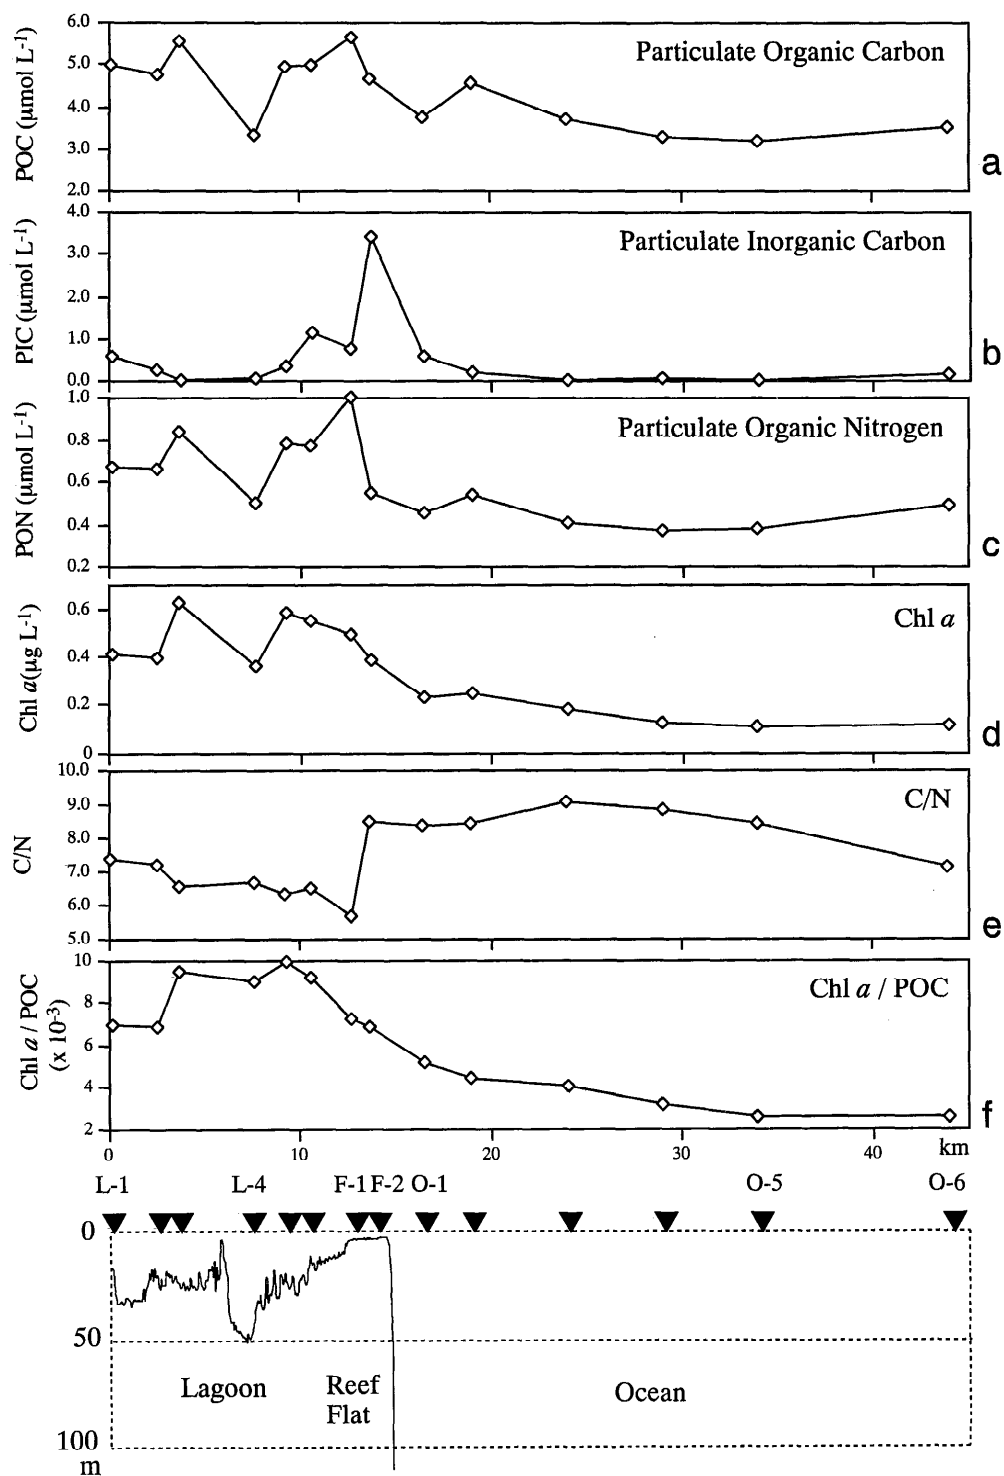 6.0
5.0
4.0
3.0
2.0
POC (µmol L-1)
Particulate Organic Carbon
a
4.0
3.0
2.0
1.0
0.0
PIC (µmol L-1)
Particulate Inorganic Carbon
b
1.0
0.8
0.6
0.4
0.2
PON (µmol L-1)
Particulate Organic Nitrogen
c
0.6
0.4
0.2
0
Chl a(µg L-1)
Chl a
d
10.0
9.0
8.0
7.0
6.0
5.0
C/N
C/N
e
10
8
6
4
2
Chl a / POC
(x 10-3)
Chl a / POC
f
0 10 20 30 40 km
L-1 L-4 F-1 F-2 O-1 O-5 O-6
0
50
100
m
Lagoon
Reef
Flat
Ocean